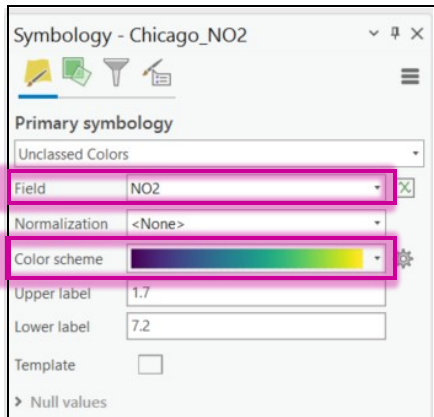 Symbology - Chicago_NO2
Primary symbology
Unclassed Colors
Field NO2
Normalization <None>
Color scheme
Upper label 1.7
Lower label 7.2
Template
Null values